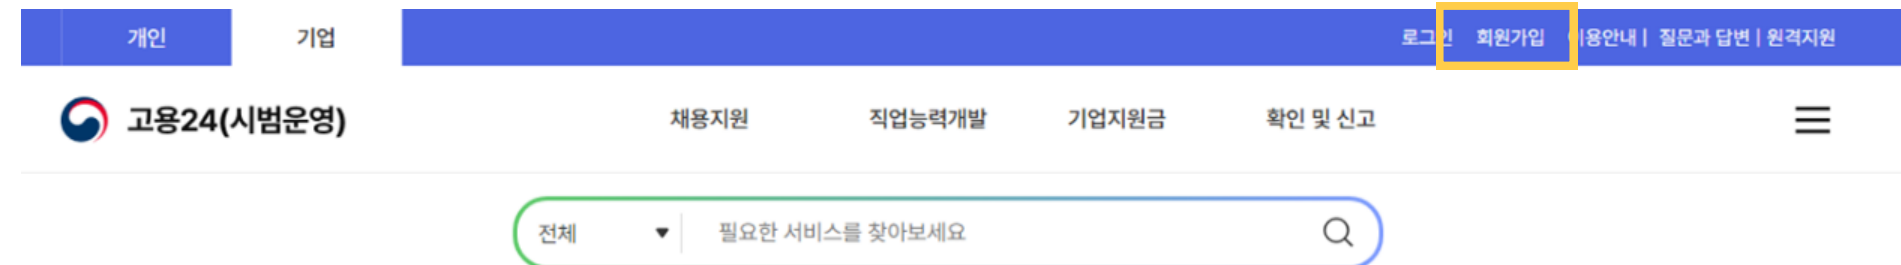 개인 기업 로그인 회원가입 이용안내 | 질문과 답변 | 원격지원
고용24(시범운영) 채용지원 직업능력개발 기업지원금 확인 및 신고
전체 필요한 서비스를 찾아보세요